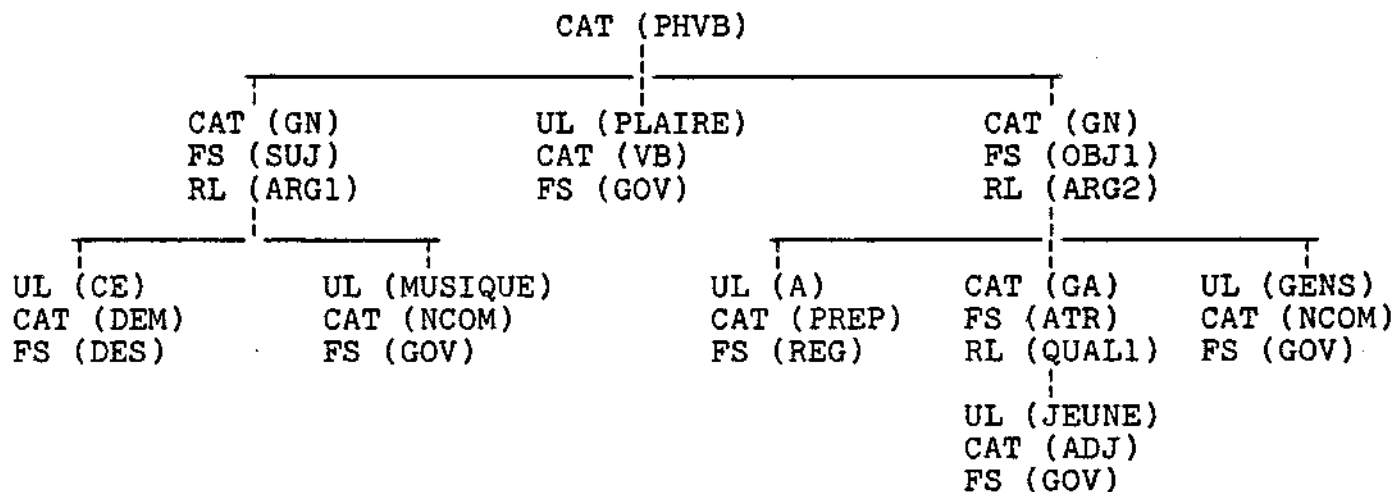 CAT (PHVB)
CAT (GN) UL (PLAIRE) CAT (GN)
FS (SUJ) CAT (VB) FS (OBJ1)
RL (ARG1) FS (GOV) RL (ARG2)
UL (CE) UL (MUSIQUE) UL (A) CAT (GA) UL (GENS)
CAT (DEM) CAT (NCOM) CAT (PREP) FS (ATR) CAT (NCOM)
FS (DES) FS (GOV) FS (REG) RL (QUAL1) FS (GOV)
UL (JEUNE)
CAT (ADJ)
FS (GOV)